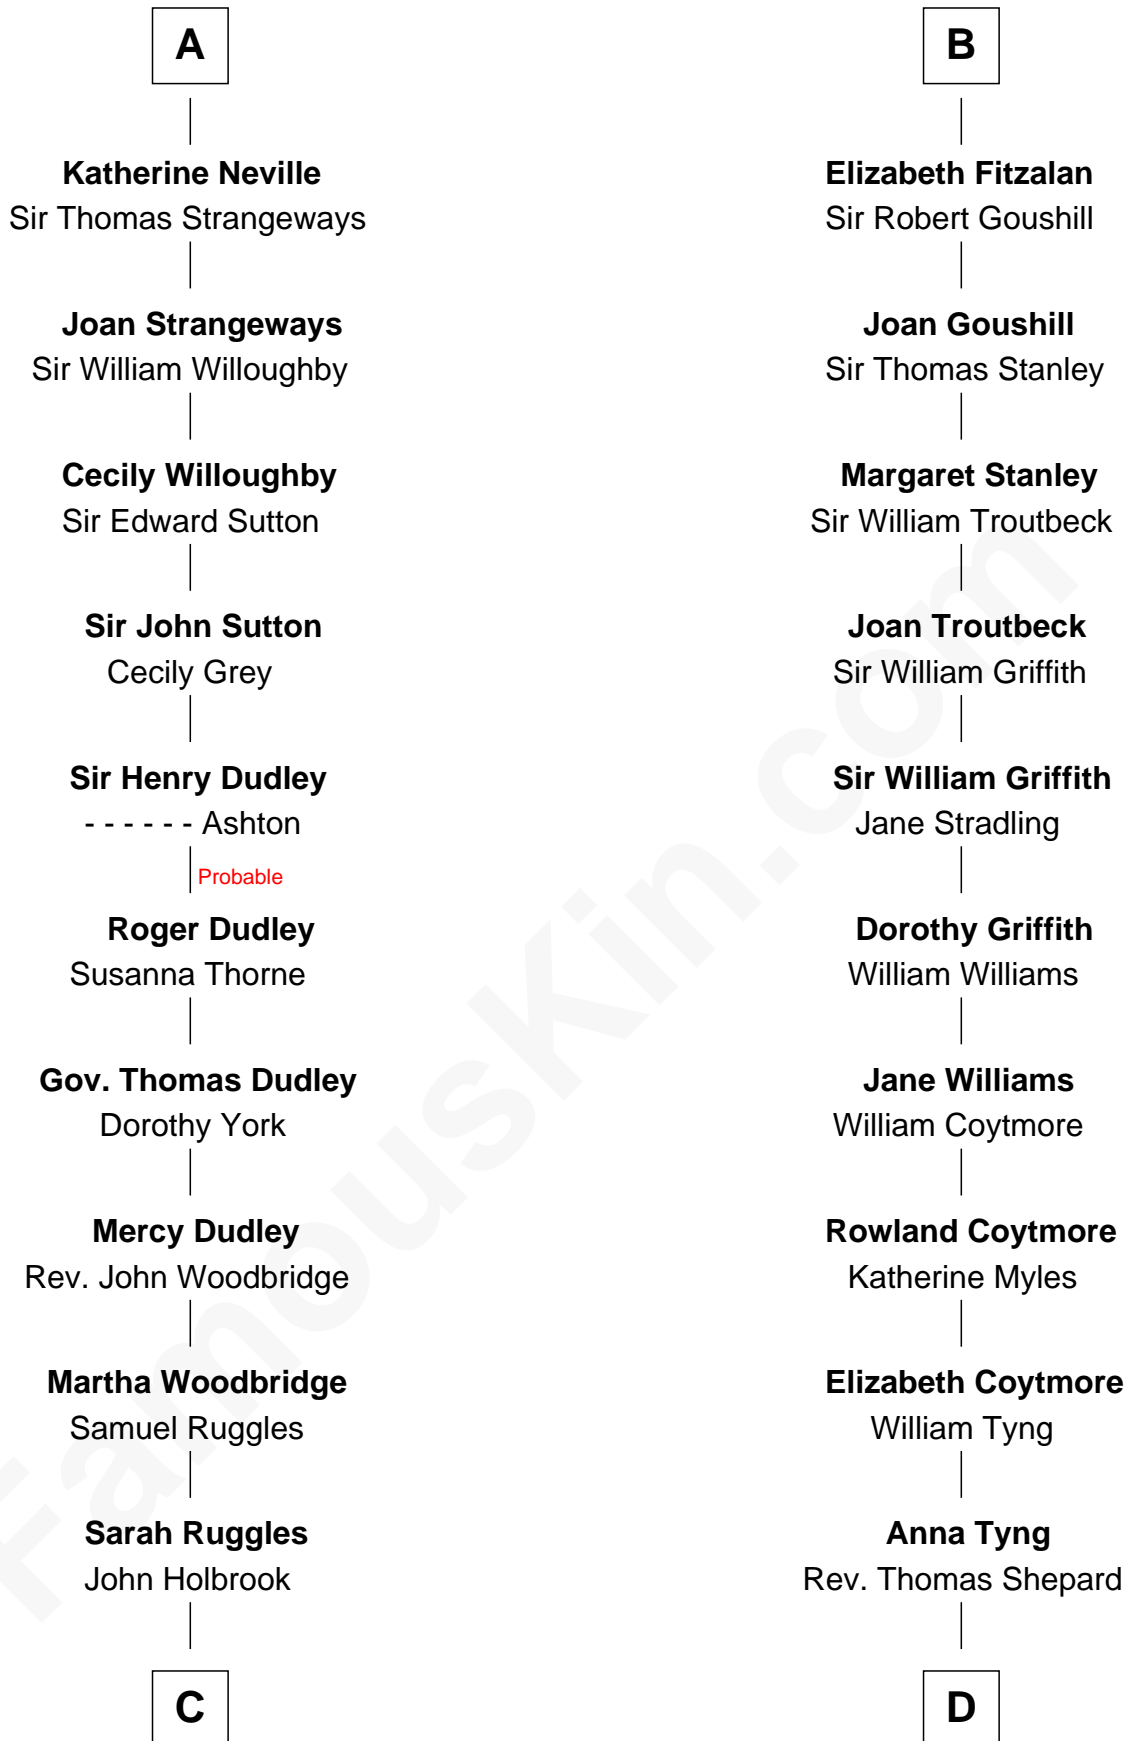 A
Katherine Neville
Sir Thomas Strangeways
Joan Strangeways
Sir William Willoughby
Cecily Willoughby
Sir Edward Sutton
Sir John Sutton
Cecily Grey
Sir Henry Dudley
- - - - - - Ashton
Probable
Roger Dudley
Susanna Thorne
Gov. Thomas Dudley
Dorothy York
Mercy Dudley
Rev. John Woodbridge
Martha Woodbridge
Samuel Ruggles
Sarah Ruggles
John Holbrook
C
B
Elizabeth Fitzalan
Sir Robert Goushill
Joan Goushill
Sir Thomas Stanley
Margaret Stanley
Sir William Troutbeck
Joan Troutbeck
Sir William Griffith
Sir William Griffith
Jane Stradling
Dorothy Griffith
William Williams
Jane Williams
William Coytmore
Rowland Coytmore
Katherine Myles
Elizabeth Coytmore
William Tyng
Anna Tyng
Rev. Thomas Shepard
D
FamousKin.com